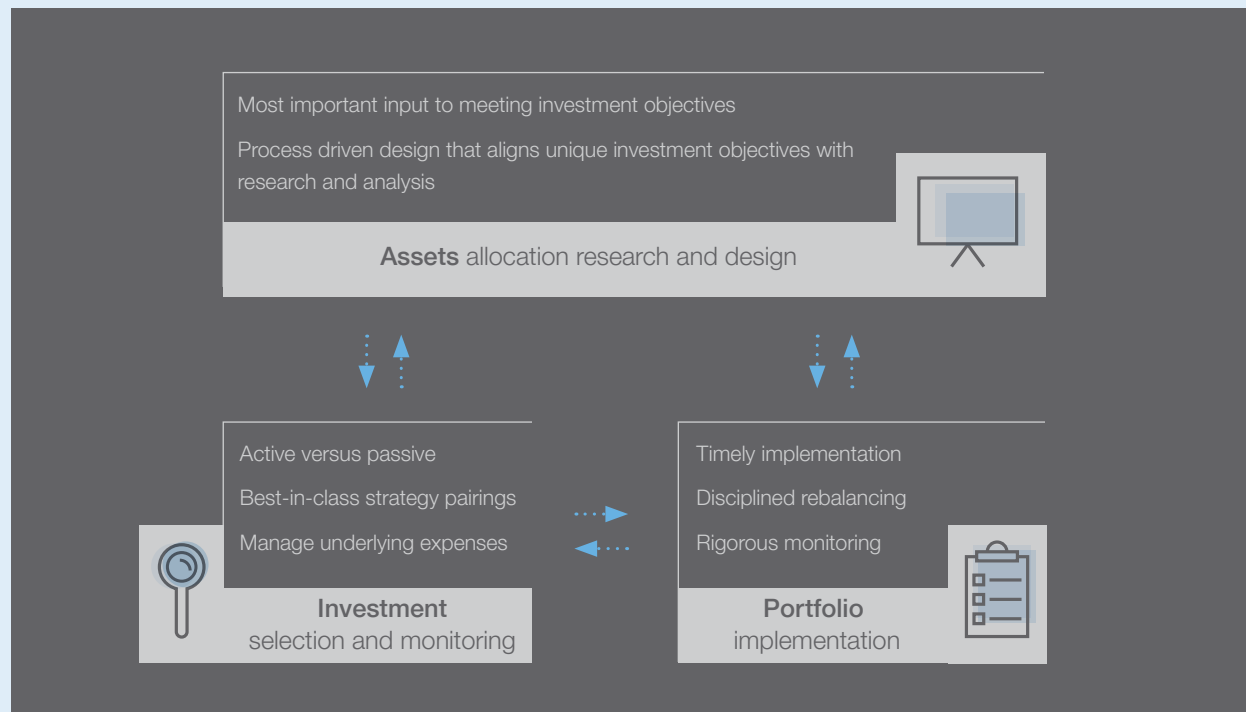 Most important input to meeting investment objectives
Process driven design that aligns unique investment objectives with
research and analysis
Assets allocation research and design
Active versus passive
Best-in-class strategy pairings
Manage underlying expenses
Investment
selection and monitoring
Timely implementation
Disciplined rebalancing
Rigorous monitoring
Portfolio
implementation